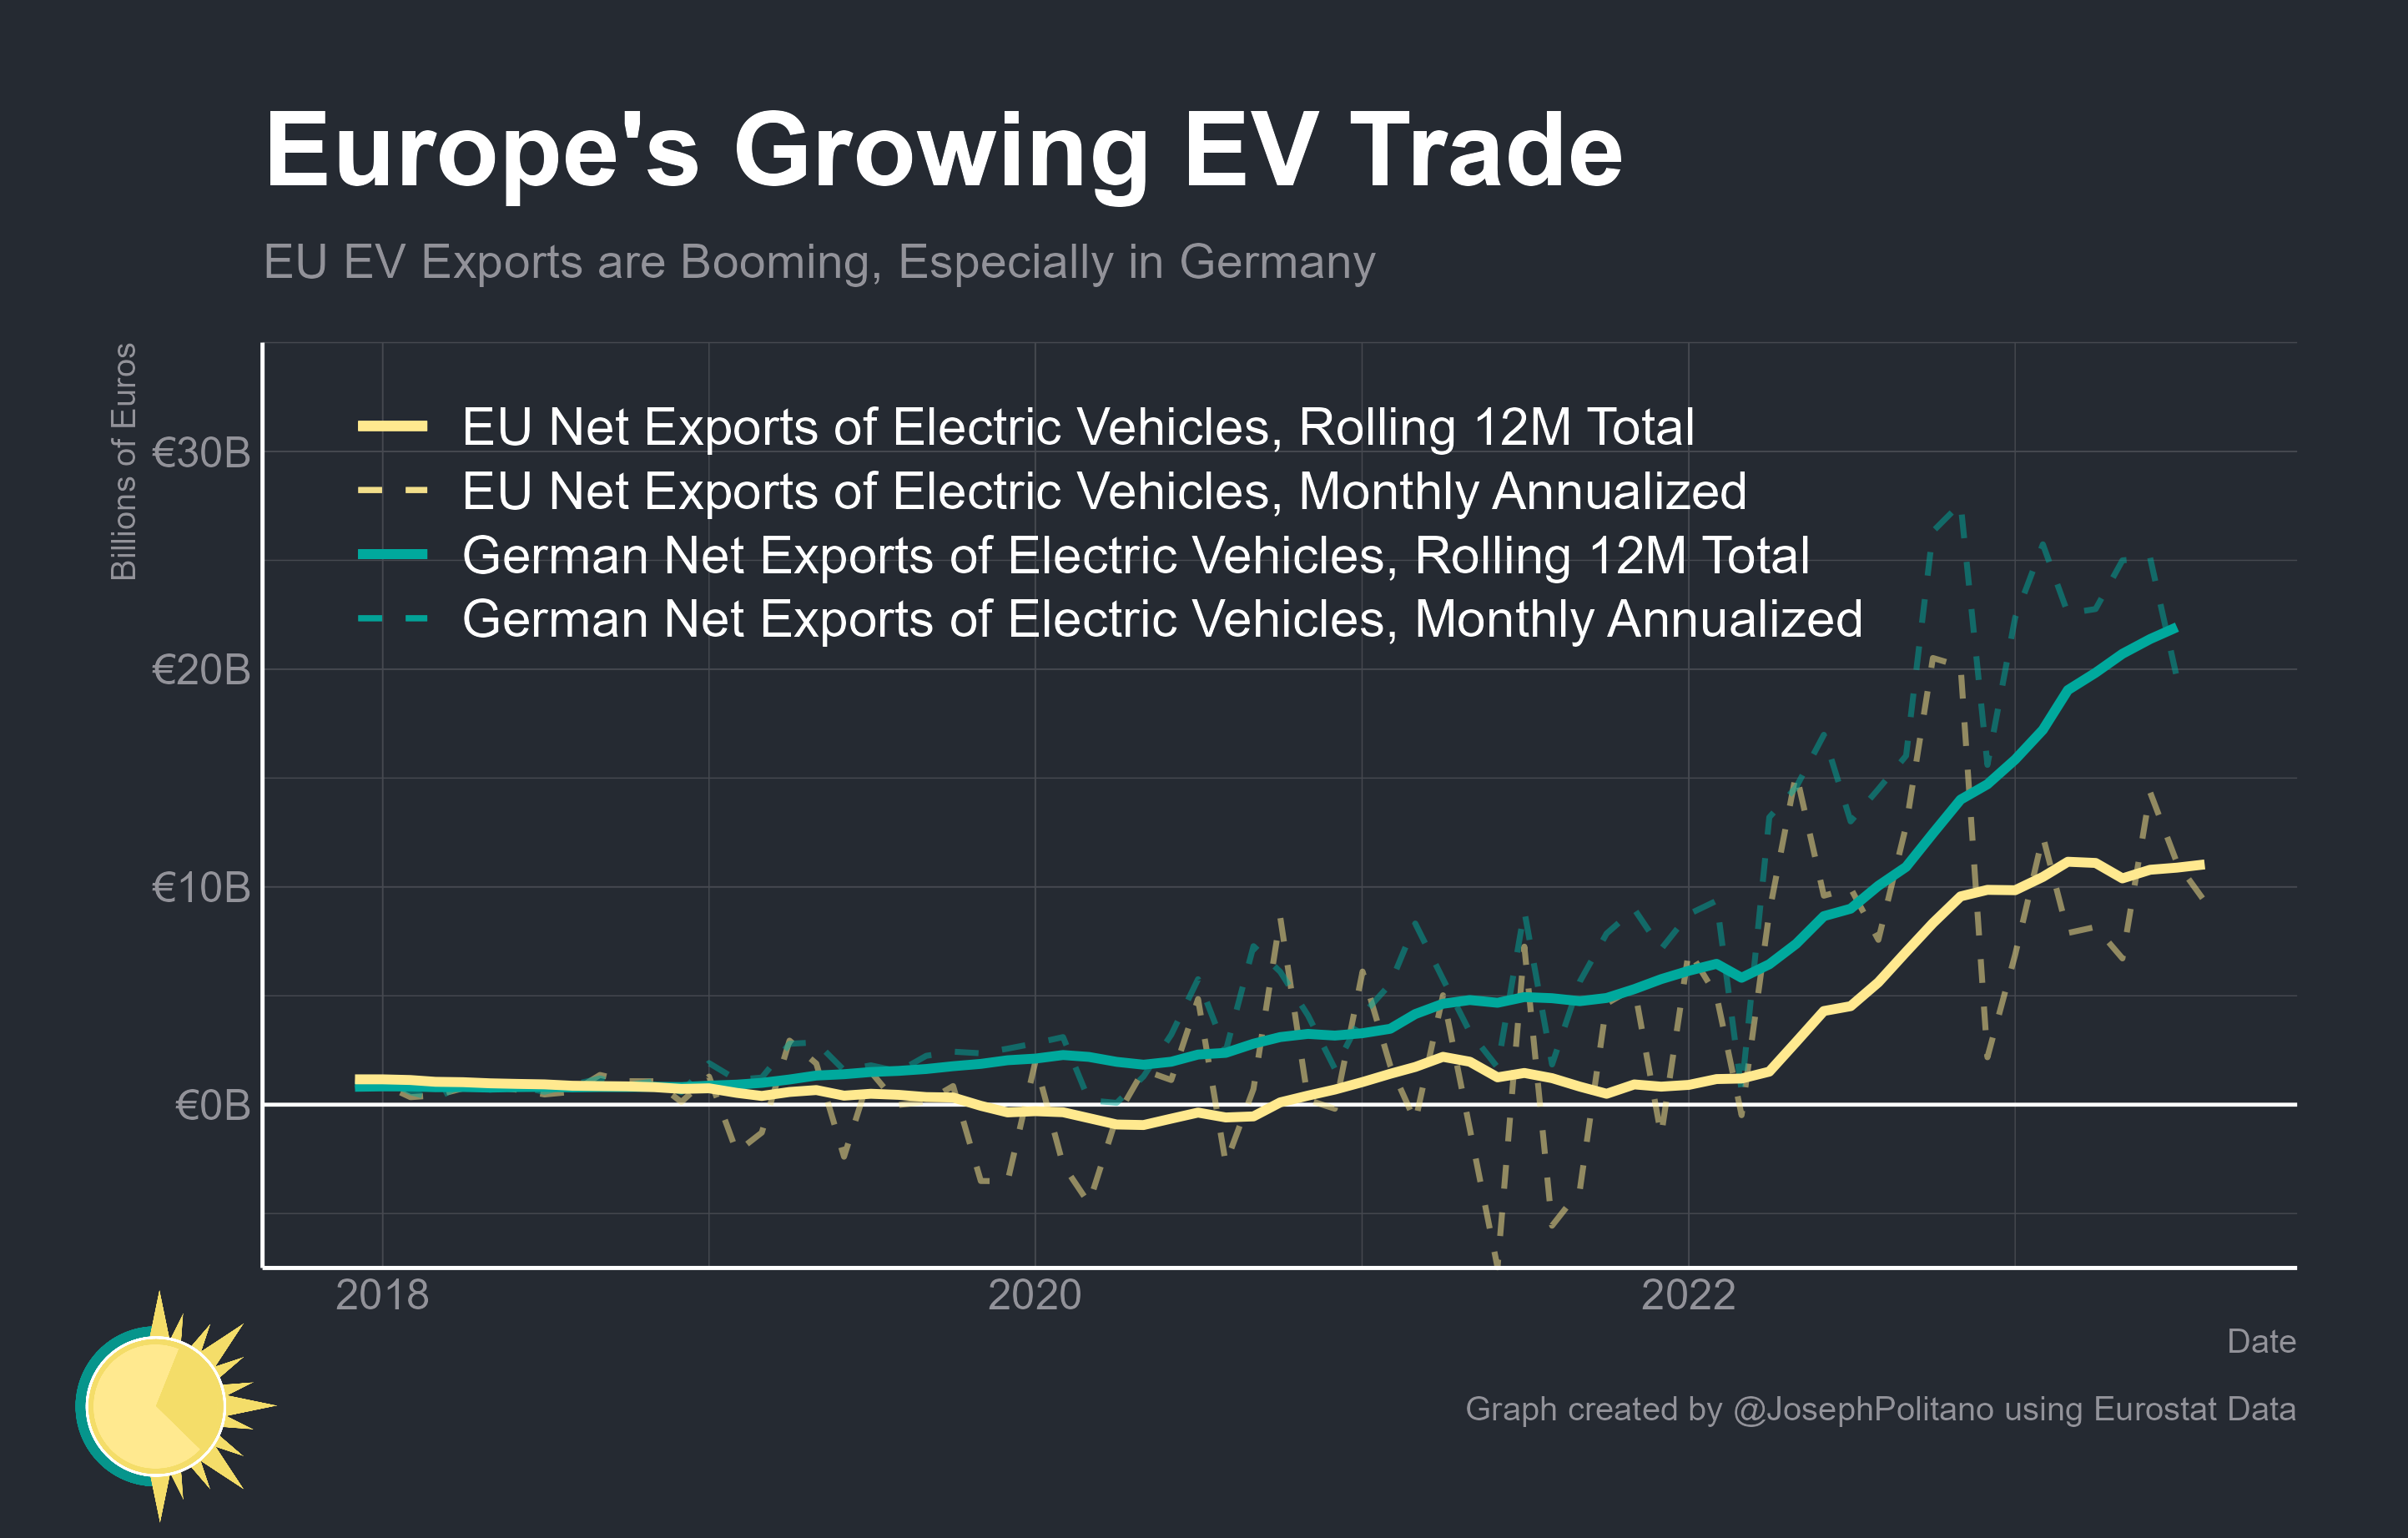 Europe's Growing EV Trade
EU EV Exports are Booming, Especially in Germany
Billions of Euros
EU Net Exports of Electric Vehicles, Rolling 12M Total
EU Net Exports of Electric Vehicles, Monthly Annualized
German Net Exports of Electric Vehicles, Rolling 12M Total
German Net Exports of Electric Vehicles, Monthly Annualized
€30B
€20B
€10B
€0B
2018 2020 2022
Date
Graph created by @JosephPolitano using Eurostat Data